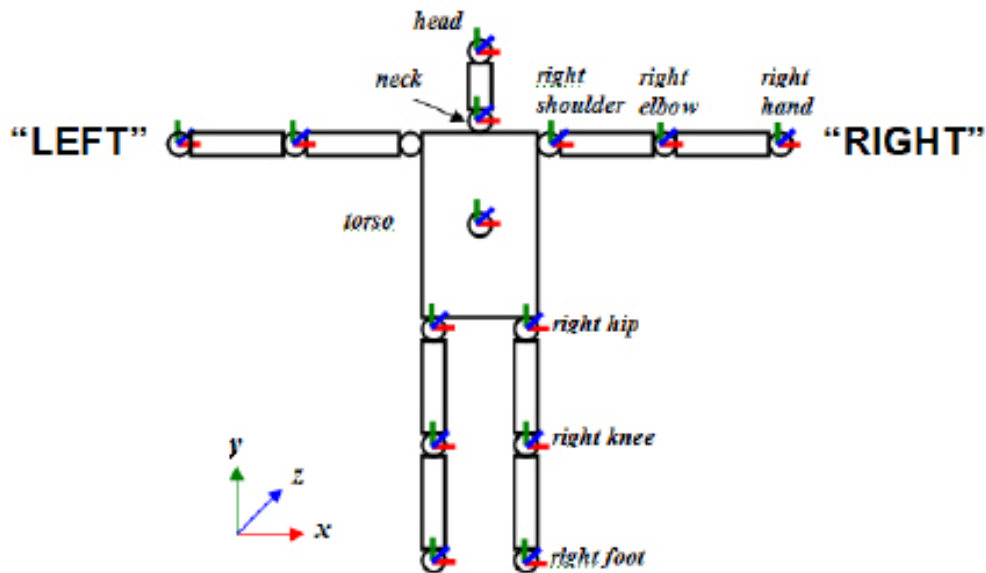 head
neck
right
shoulder
right
elbow
right
hand
“LEFT”
“RIGHT”
torso
right hip
right knee
y
z
x
right foot